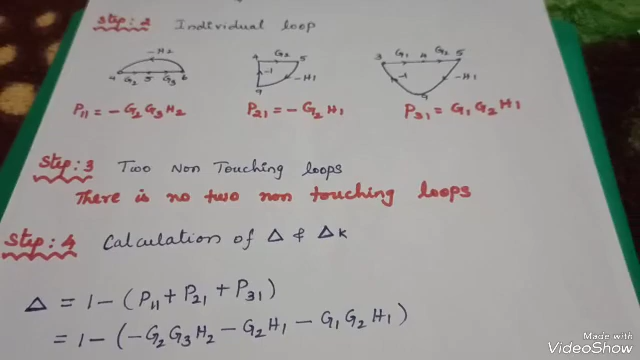 Step: 2 Individual loop
-H2
4 G2 5 G3 6
4 G2 5
-1 -H1
9
3 G1 4 G2 5
-1 -H1
9
P11 = -G2 G3 H2
P21 = -G2 H1
P31 = G1 G2 H1
Step: 3 Two Non Touching loops
There is no two non touching loops
Step: 4 Calculation of Δ & ΔK
Δ = 1 - (P11 + P21 + P31)
= 1 - (-G2 G3 H2 - G2 H1 - G1 G2 H1)
Made with
VideoShow